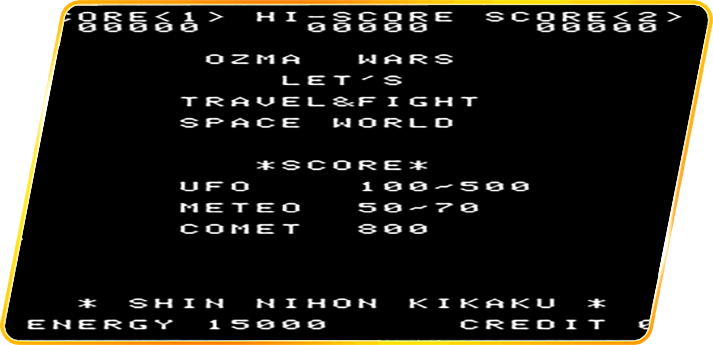 CORE<1> HI-SCORE SCORE<2>
00000 00000 00000
OZMA WARS
LET'S
TRAVEL&FIGHT
SPACE WORLD
*SCORE*
UFO 100~500
METEO 50~70
COMET 800
* SHIN NIHON KIKAKU *
ENERGY 15000 CREDIT